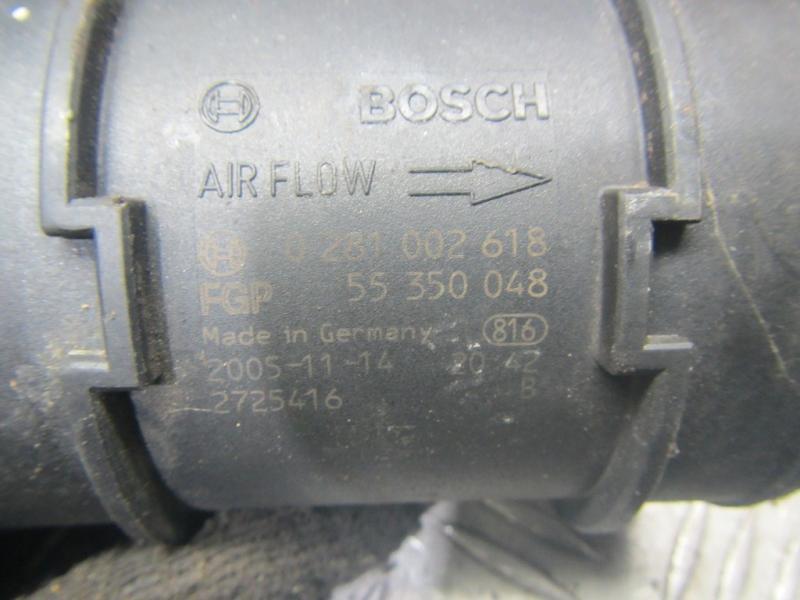 BOSCH
AIR FLOW
0 281 002 618
FGP 55 350 048
Made in Germany 816
2005-11-14 20 42
2725416 B